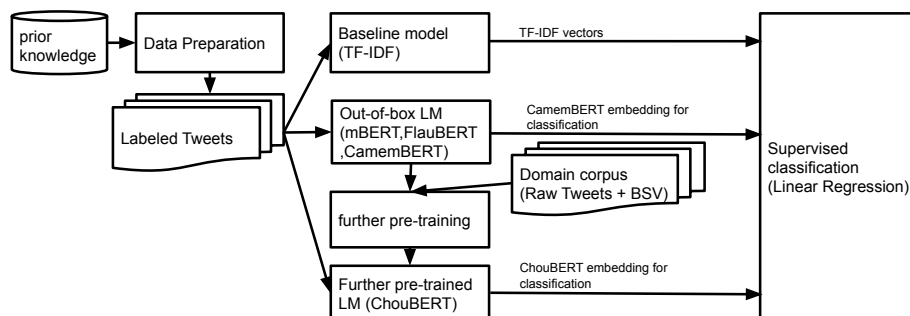 prior
knowledge
Data Preparation
Labeled Tweets
Baseline model
(TF-IDF)
TF-IDF vectors
Out-of-box LM
(mBERT,FlauBERT
,CamemBERT)
CamemBERT embedding for
classification
Domain corpus
(Raw Tweets + BSV)
further pre-training
Further pre-trained
LM (ChouBERT)
ChouBERT embedding for
classification
Supervised
classification
(Linear Regression)